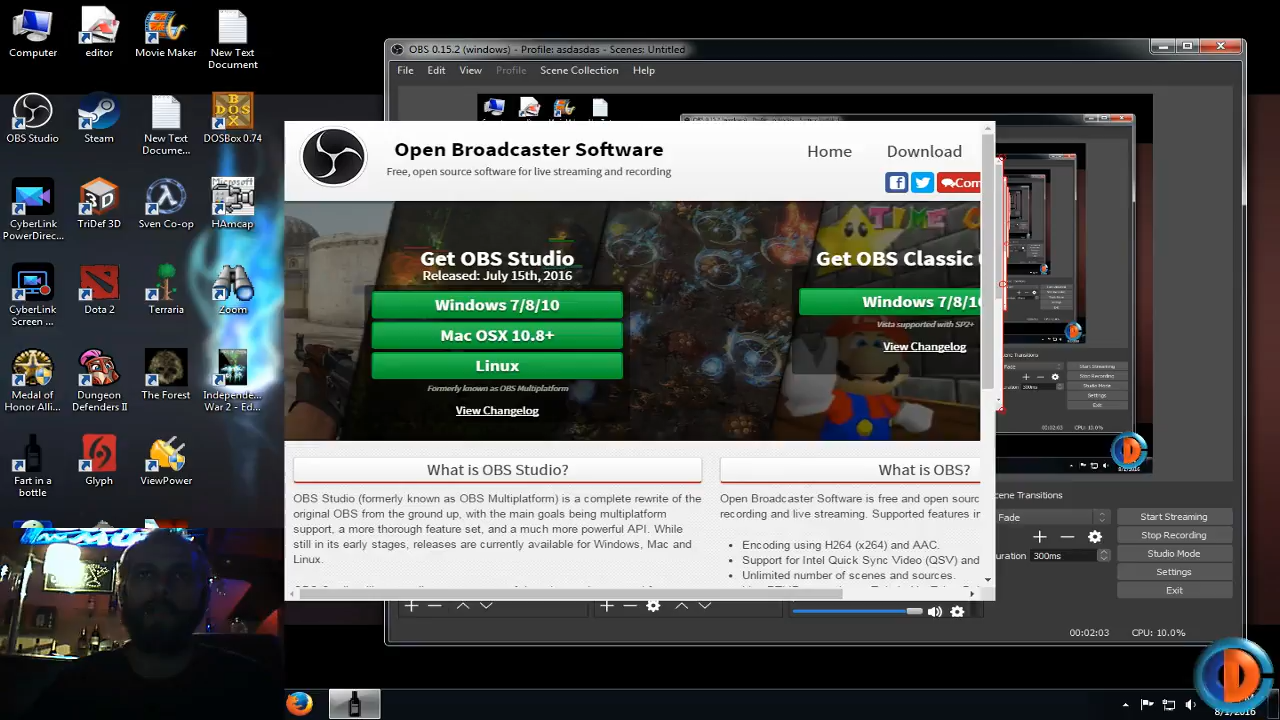 Computer
editor
Movie Maker
New Text
Document
OBS Studio
Steam
New Text
Docume...
DOSBox 0.74
CyberLink
PowerDirec...
TriDef 3D
Sven Co-op
Microsoft
HAmcap
CyberLink
Screen ...
Dota 2
Terraria
Zoom
Medal of
Honor Alli...
Dungeon
Defenders II
The Forest
Independe...
War 2 - Ed...
Fart in a
bottle
Glyph
ViewPower
OBS 0.15.2 (windows) - Profile: asdasdas - Scenes: Untitled
File Edit View Profile Scene Collection Help
Open Broadcaster Software
Free, open source software for live streaming and recording
Home Download
Com
Get OBS Studio
Released: July 15th, 2016
Windows 7/8/10
Mac OSX 10.8+
Linux
Formerly known as OBS Multiplatform
View Changelog
Get OBS Classic
Windows 7/8/10
Vista supported with SP2+
View Changelog
What is OBS Studio?
OBS Studio (formerly known as OBS Multiplatform) is a complete rewrite of the
original OBS from the ground up, with the main goals being multiplatform
support, a more thorough feature set, and a much more powerful API. While
still in its early stages, releases are currently available for Windows, Mac and
Linux.
What is OBS?
Open Broadcaster Software is free and open sourc
recording and live streaming. Supported features in
Encoding using H264 (x264) and AAC.
Support for Intel Quick Sync Video (QSV) and
Unlimited number of scenes and sources.
cene Transitions
Fade
uration 300ms
Start Streaming
Stop Recording
Studio Mode
Settings
Exit
00:02:03 CPU: 10.0%
8/1/2016